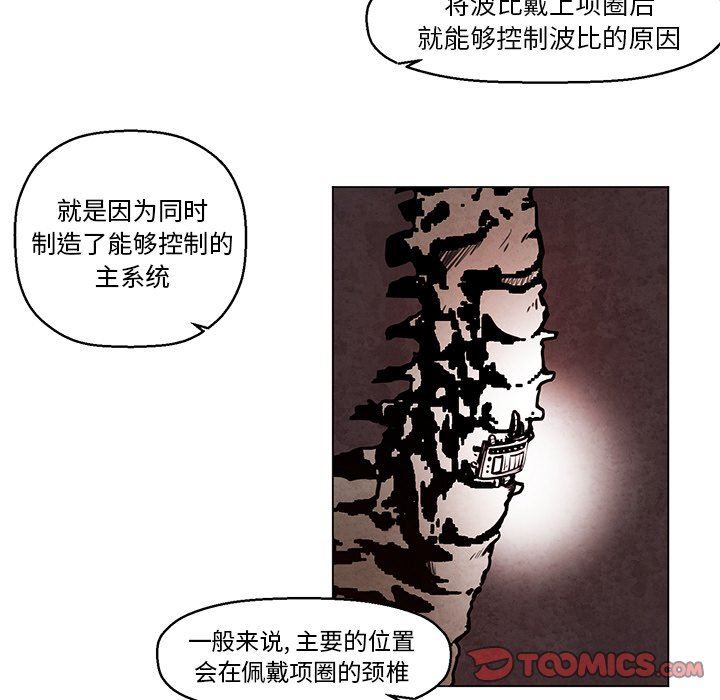 将波比戴上项圈后
就能够控制波比的原因
就是因为同时
制造了能够控制的
主系统
一般来说, 主要的位置
会在佩戴项圈的颈椎
TOOMICS.COM